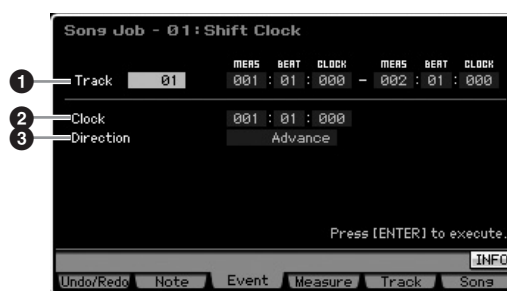 Song Job - 01:Shift Clock
MEAS BEAT CLOCK MEAS BEAT CLOCK
1 Track 01 001 : 01 : 000 - 002 : 01 : 000
2 Clock 001 : 01 : 000
3 Direction Advance
Press [ENTER] to execute.
INFO
Undo/Redo Note Event Measure Track Song